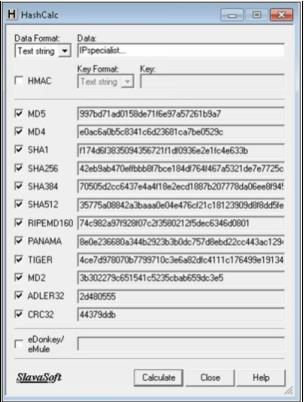 HashCalc
Data Format: Data:
Text string IPspecialist...
Key Format: Key:
HMAC Text string
MD5 997bd71ad0158de71f6e97a57261b9a7
MD4 e0ac6a0b5c8341c6d23681ca7be0529c
SHA1 f174d6f3835094356721f1df0936e2e1fc4e633b
SHA256 42eb9ab470effbbb8f7bce184df764f467a5321de7e7725c
SHA384 70505d2cc6437e4a4f18e2ecd1887b207778da06ee8f945
SHA512 35775a08842a3baaa0e04e476cf21c18123909d8f8dd5fe
RIPEMD160 74c982a97f928f07c2f3580212f5dec6346d0801
PANAMA 8e0e236680a344b2923b3b0dc757d8ebd22cc443ac129
TIGER 4ce7d978070b7799710c3e6a82dfc4111c176499e19134
MD2 3b302279c651541c5235cbab659dc3e5
ADLER32 2d480555
CRC32 44379ddb
eDonkey/
eMule
SlavaSoft Calculate Close Help